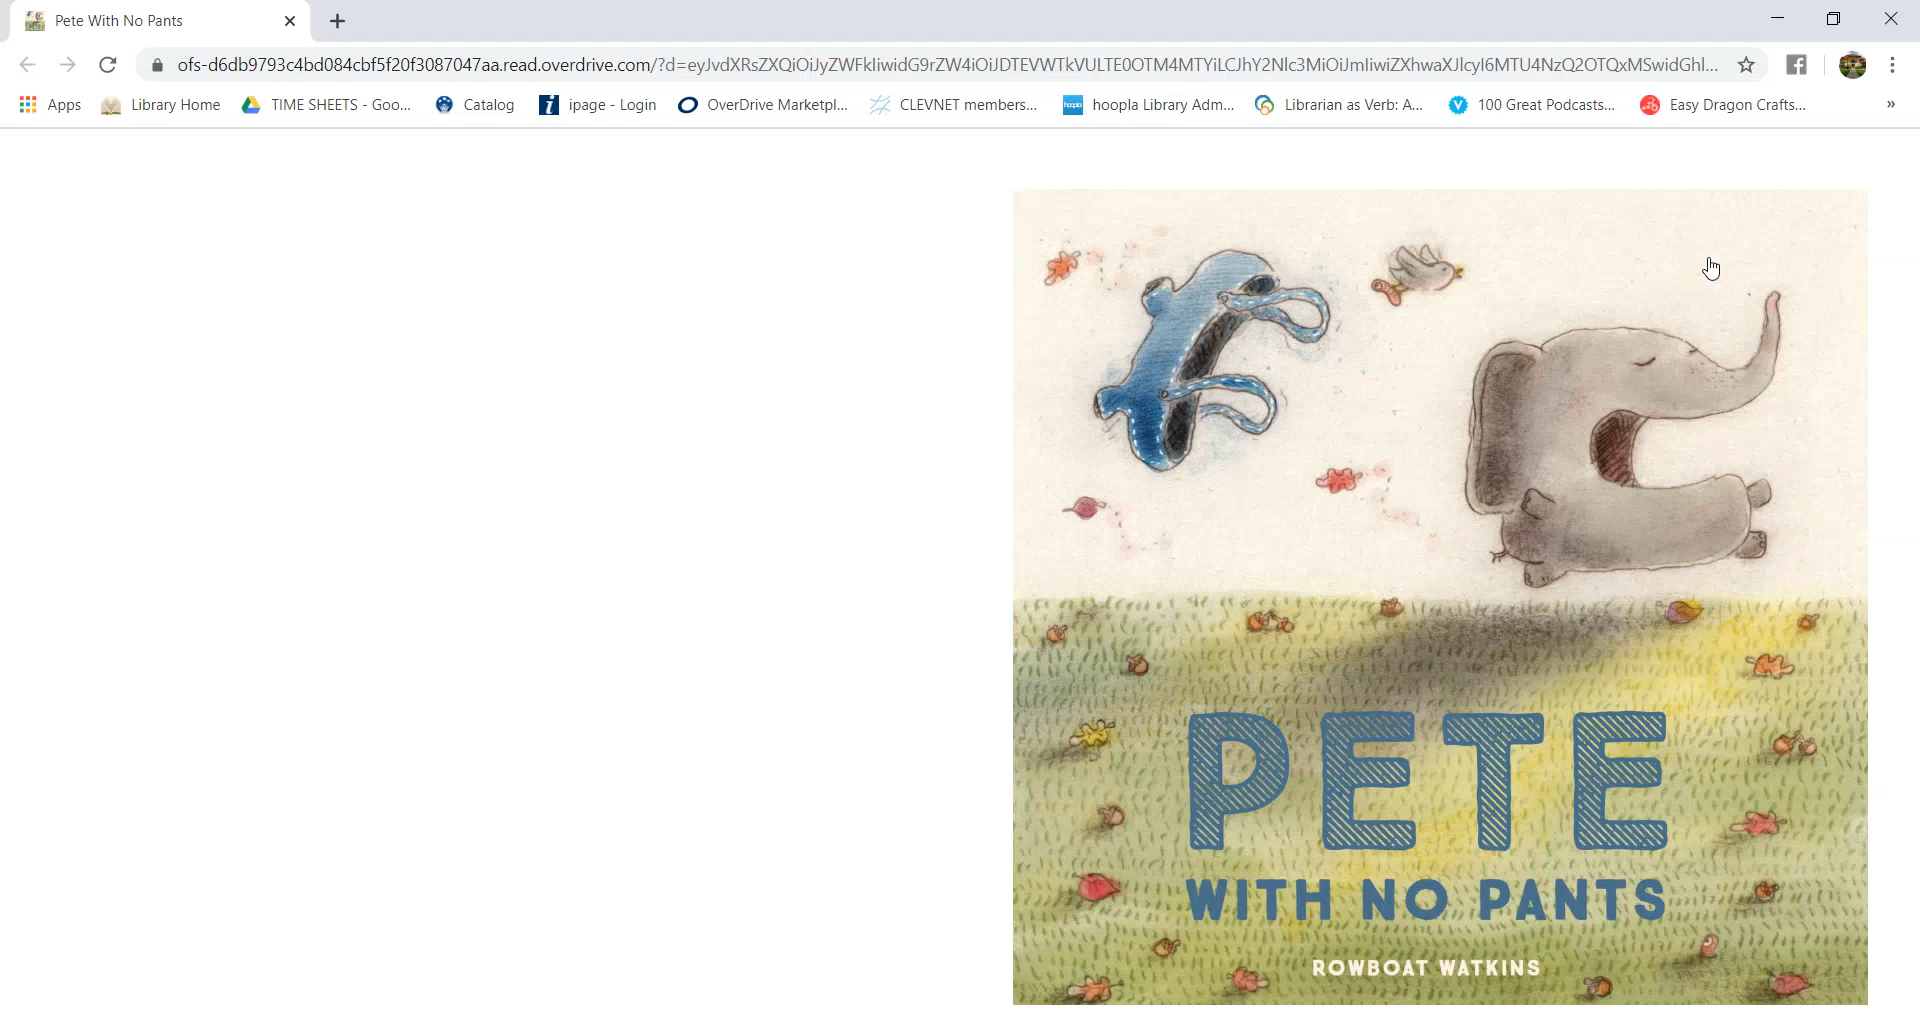 Pete With No Pants
ofs-d6db9793c4bd084cbf5f20f3087047aa.read.overdrive.com/?d=eyJvdXRsZXQiOiJyZWFkIiwidG9rZW4iOiJDTEVWTkVULTE0OTM4MTYiLCJhY2Nlc3MiOiJmIiwiZXhwaXJlcyI6MTU4NzQ2OTQxMSwidGhl...
Apps Library Home TIME SHEETS - Goo... Catalog ipage - Login OverDrive Marketpl... CLEVNET members... hoopla Library Adm... Librarian as Verb: A... 100 Great Podcasts... Easy Dragon Crafts... »
PETE
WITH NO PANTS
ROWBOAT WATKINS